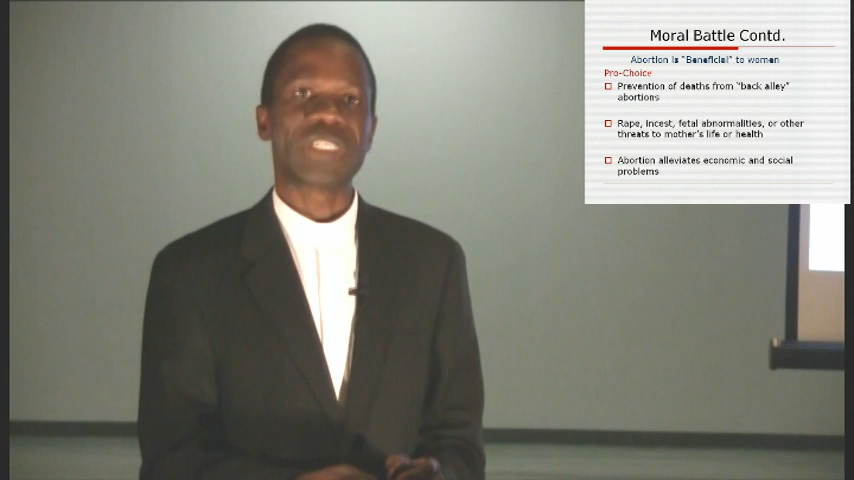 Moral Battle Contd.
Abortion is "Beneficial" to women
Pro-Choice
Prevention of deaths from "back alley"
abortions
Rape, incest, fetal abnormalities, or other
threats to mother's life or health
Abortion alleviates economic and social
problems